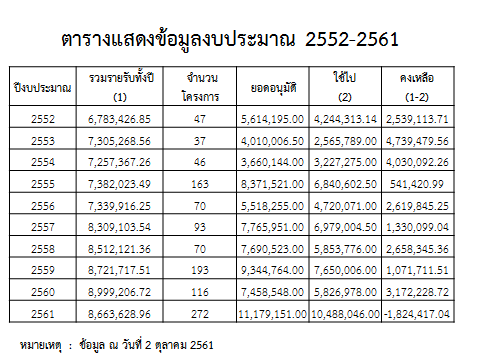 ตารางแสดงข้อมูลงบประมาณ 2552-2561
ปีงบประมาณ รวมรายรับทั้งปี (1) จำนวน โครงการ ยอดอนุมัติ ใช้ไป (2) คงเหลือ (1-2)
2552 6,783,426.85 47 5,614,195.00 4,244,313.14 2,539,113.71
2553 7,305,268.56 37 4,010,006.50 2,565,789.00 4,739,479.56
2554 7,257,367.26 46 3,660,144.00 3,227,275.00 4,030,092.26
2555 7,382,023.49 163 8,371,521.00 6,840,602.50 541,420.99
2556 7,339,916.25 70 5,518,255.00 4,720,071.00 2,619,845.25
2557 8,309,103.54 93 7,765,951.00 6,979,004.50 1,330,099.04
2558 8,512,121.36 70 7,690,523.00 5,853,776.00 2,658,345.36
2559 8,721,717.51 193 9,344,764.00 7,650,006.00 1,071,711.51
2560 8,999,206.72 116 7,458,548.00 5,826,978.00 3,172,228.72
2561 8,663,628.96 272 11,179,151.00 10,488,046.00 -1,824,417.04
หมายเหตุ : ข้อมูล ณ วันที่ 2 ตุลาคม 2561